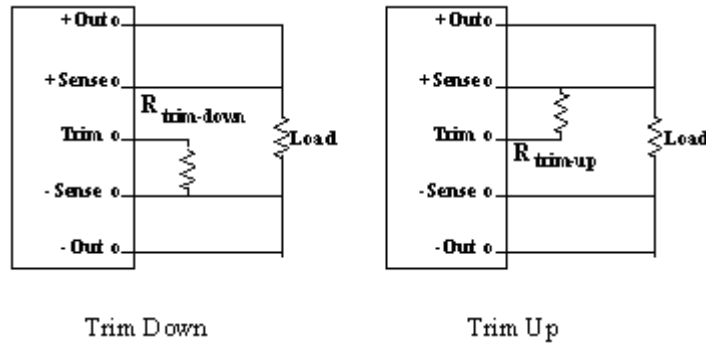 +Out
+Sense
R trim-down
Trim
Load
-Sense
-Out
Trim Down
+Out
+Sense
Trim
R trim-up
Load
-Sense
-Out
Trim Up